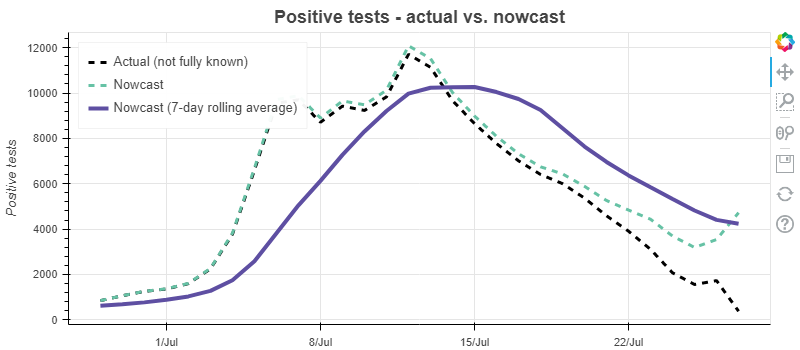 Positive tests - actual vs. nowcast
Actual (not fully known)
Nowcast
Nowcast (7-day rolling average)
Positive tests
12000
10000
8000
6000
4000
2000
0
1/Jul
8/Jul
15/Jul
22/Jul